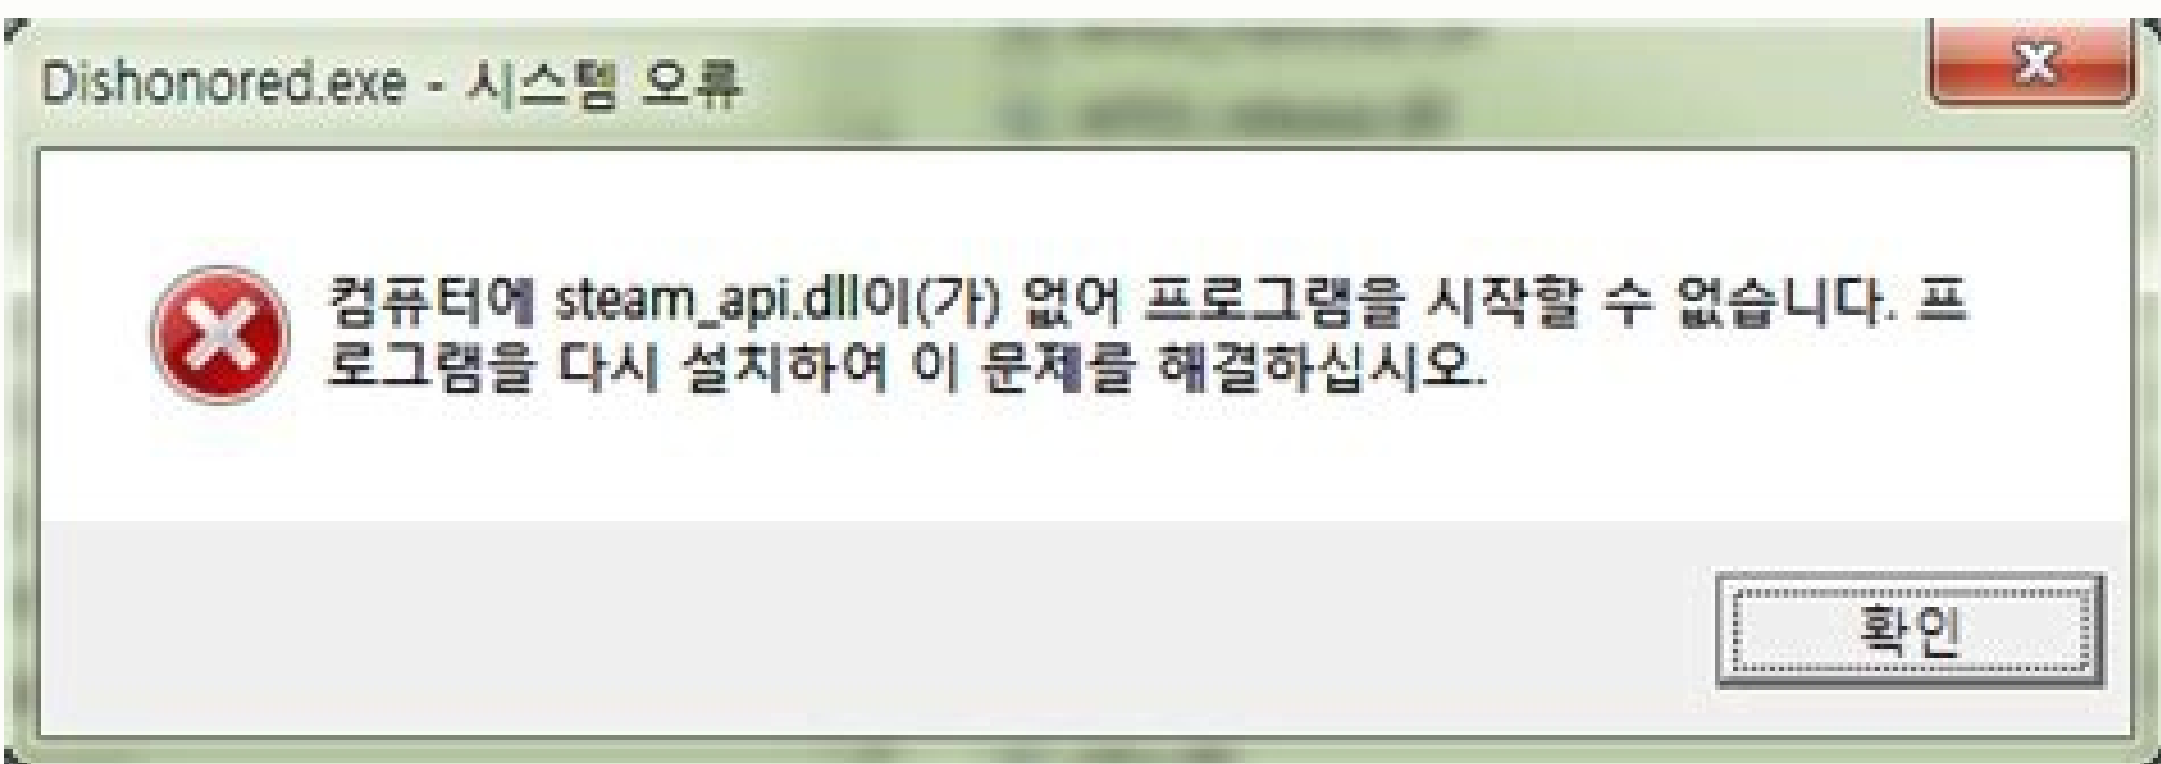 Dishonored.exe - 시스템 오류
컴퓨터에 steam_api.dll이(가) 없어 프로그램을 시작할 수 없습니다. 프
로그램을 다시 설치하여 이 문제를 해결하십시오.
확인